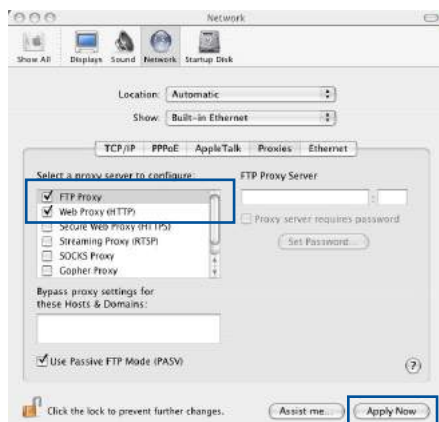 Network
Show All Displays Sound Network Startup Disk
Location: Automatic
Show: Built-in Ethernet
TCP/IP PPPoE AppleTalk Proxies Ethernet
Select a proxy server to configure:
FTP Proxy Server
FTP Proxy
Web Proxy (HTTP)
:
Secure Web Proxy (HTTPS)
Proxy server requires password
Streaming Proxy (RTSP)
Set Password...
SOCKS Proxy
Gopher Proxy
Bypass proxy settings for
these Hosts & Domains:
Use Passive FTP Mode (PASV)
?
Click the lock to prevent further changes.
Assist me...
Apply Now